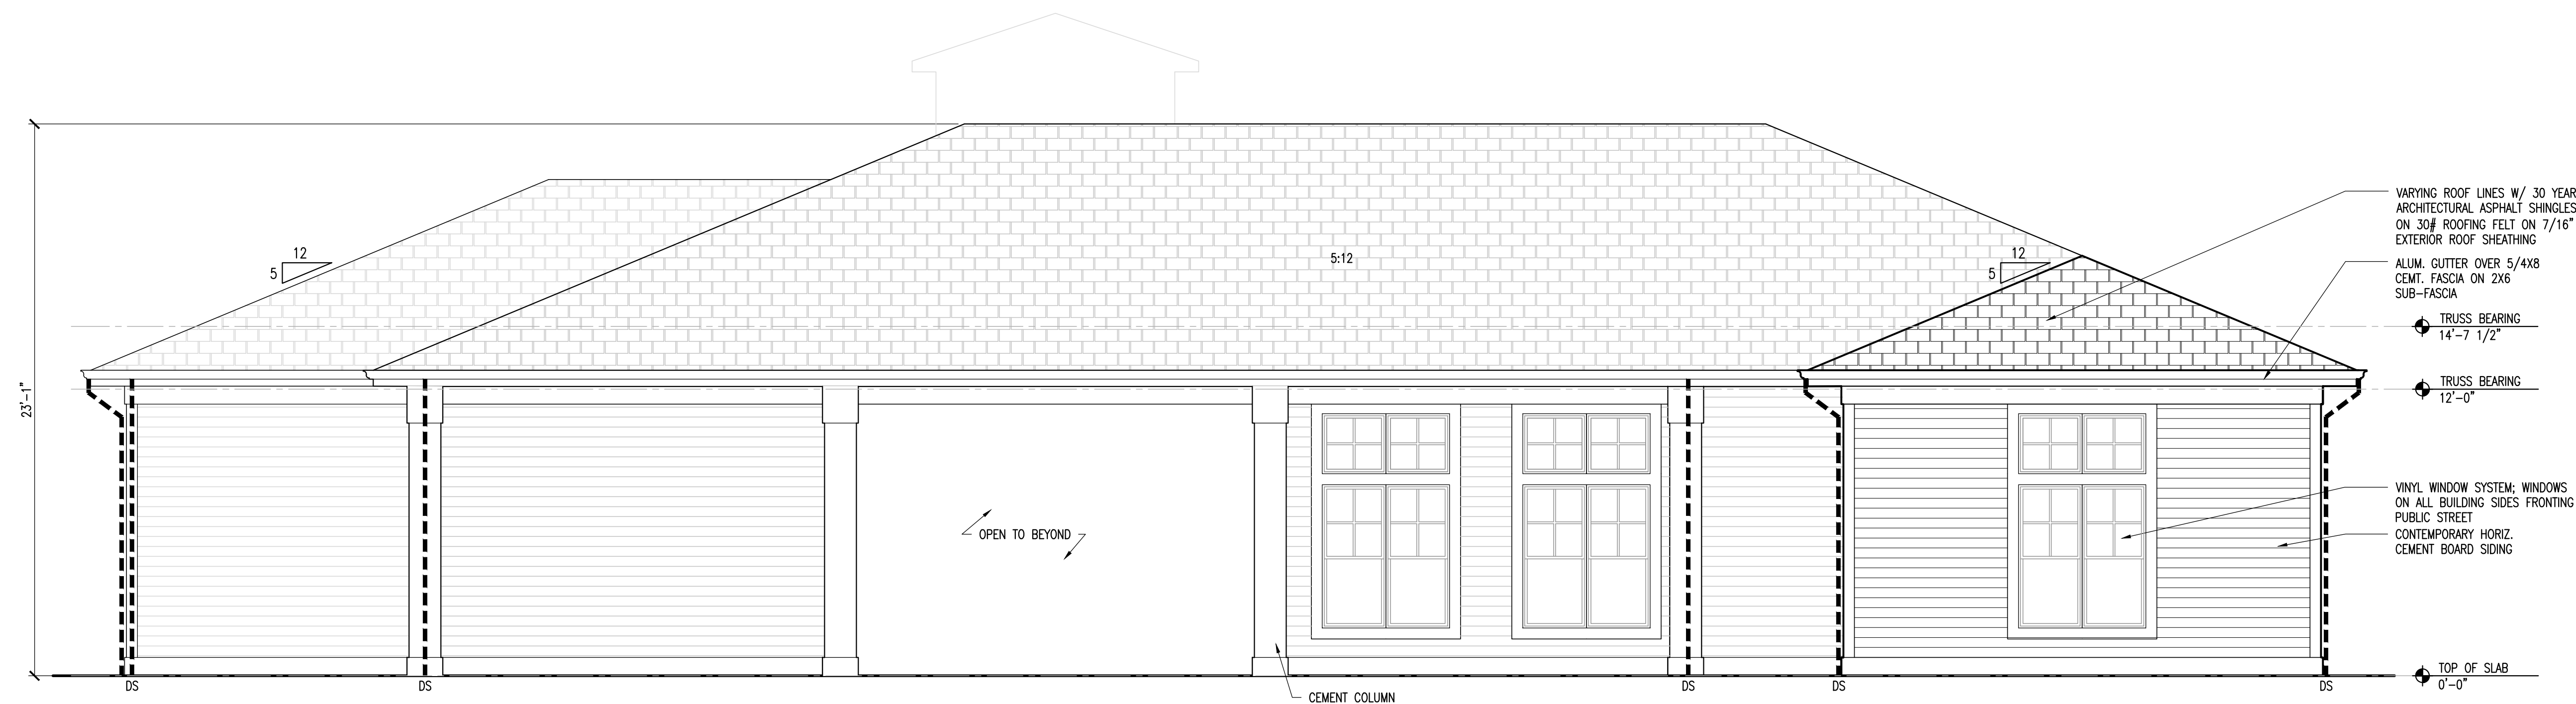 12
5
5:12
12
5
VARYING ROOF LINES W/ 30 YEAR
ARCHITECTURAL ASPHALT SHINGLES
ON 30# ROOFING FELT ON 7/16"
EXTERIOR ROOF SHEATHING
ALUM. GUTTER OVER 5/4X8
CEMT. FASCIA ON 2X6
SUB-FASCIA
TRUSS BEARING
14'-7 1/2"
TRUSS BEARING
12'-0"
23'-1"
OPEN TO BEYOND
VINYL WINDOW SYSTEM; WINDOWS
ON ALL BUILDING SIDES FRONTING
PUBLIC STREET
CONTEMPORARY HORIZ.
CEMENT BOARD SIDING
TOP OF SLAB
0'-0"
DS
DS
DS
DS
DS
CEMENT COLUMN